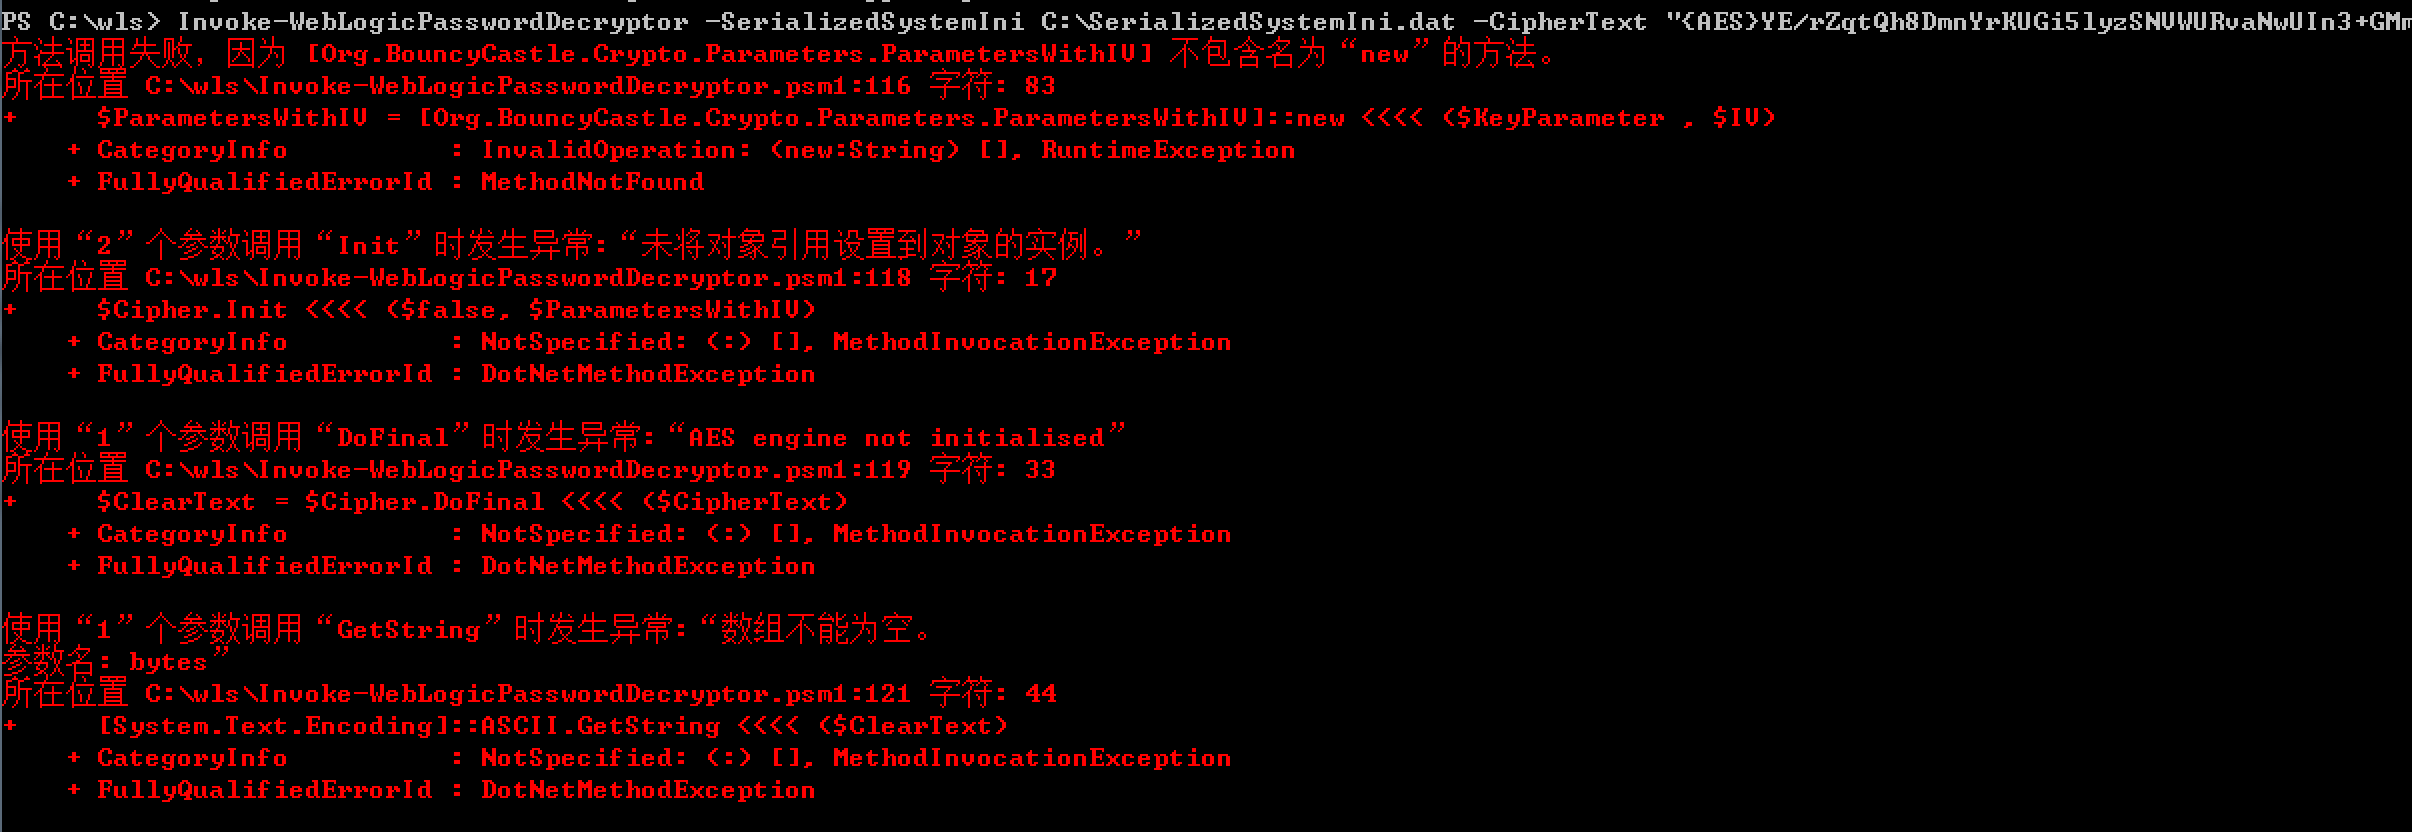 PS C:\wls> Invoke-WebLogicPasswordDecryptor -SerializedSystemIni C:\SerializedSystemIni.dat -CipherText "{AES}YE/rZqtQh8DmnYrKUGi5lyzSNVWURvaNwUIn3+GMm
方法调用失败，因为 [Org.BouncyCastle.Crypto.Parameters.ParametersWithIV] 不包含名为“new”的方法。
所在位置 C:\wls\Invoke-WebLogicPasswordDecryptor.psm1:116 字符: 83
+     $ParametersWithIV = [Org.BouncyCastle.Crypto.Parameters.ParametersWithIV]::new <<<< ($KeyParameter , $IV)
    + CategoryInfo          : InvalidOperation: (new:String) [], RuntimeException
    + FullyQualifiedErrorId : MethodNotFound
使用“2”个参数调用“Init”时发生异常:“未将对象引用设置到对象的实例。”
所在位置 C:\wls\Invoke-WebLogicPasswordDecryptor.psm1:118 字符: 17
+     $Cipher.Init <<<< ($false, $ParametersWithIV)
    + CategoryInfo          : NotSpecified: (:) [], MethodInvocationException
    + FullyQualifiedErrorId : DotNetMethodException
使用“1”个参数调用“DoFinal”时发生异常:“AES engine not initialised”
所在位置 C:\wls\Invoke-WebLogicPasswordDecryptor.psm1:119 字符: 33
+     $ClearText = $Cipher.DoFinal <<<< ($CipherText)
    + CategoryInfo          : NotSpecified: (:) [], MethodInvocationException
    + FullyQualifiedErrorId : DotNetMethodException
使用“1”个参数调用“GetString”时发生异常:“数组不能为空。
参数名: bytes”
所在位置 C:\wls\Invoke-WebLogicPasswordDecryptor.psm1:121 字符: 44
+     [System.Text.Encoding]::ASCII.GetString <<<< ($ClearText)
    + CategoryInfo          : NotSpecified: (:) [], MethodInvocationException
    + FullyQualifiedErrorId : DotNetMethodException